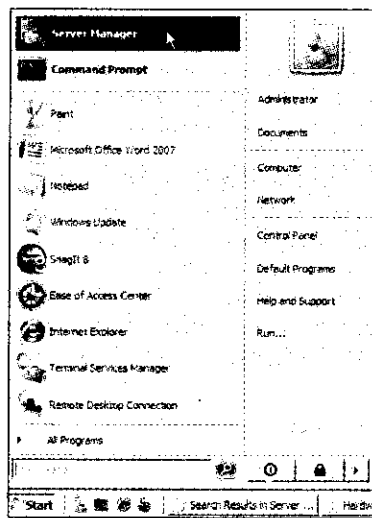 Server Manager
Command Prompt
Paint
Microsoft Office Word 2007
Notepad
Windows Update
SnagIt 8
Ease of Access Center
Internet Explorer
Terminal Services Manager
Remote Desktop Connection
All Programs
Administrator
Documents
Computer
Network
Control Panel
Default Programs
Help and Support
Run...
Start
Search Results in Server ...
Hardw